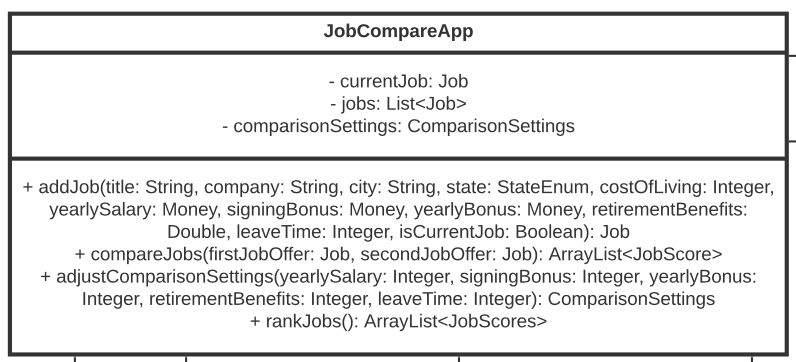 JobCompareApp
- currentJob: Job
- jobs: List<Job>
- comparisonSettings: ComparisonSettings
+ addJob(title: String, company: String, city: String, state: StateEnum, costOfLiving: Integer,
yearlySalary: Money, signingBonus: Money, yearlyBonus: Money, retirementBenefits:
Double, leaveTime: Integer, isCurrentJob: Boolean): Job
+ compareJobs(firstJobOffer: Job, secondJobOffer: Job): ArrayList<JobScore>
+ adjustComparisonSettings(yearlySalary: Integer, signingBonus: Integer, yearlyBonus:
Integer, retirementBenefits: Integer, leaveTime: Integer): ComparisonSettings
+ rankJobs(): ArrayList<JobScores>